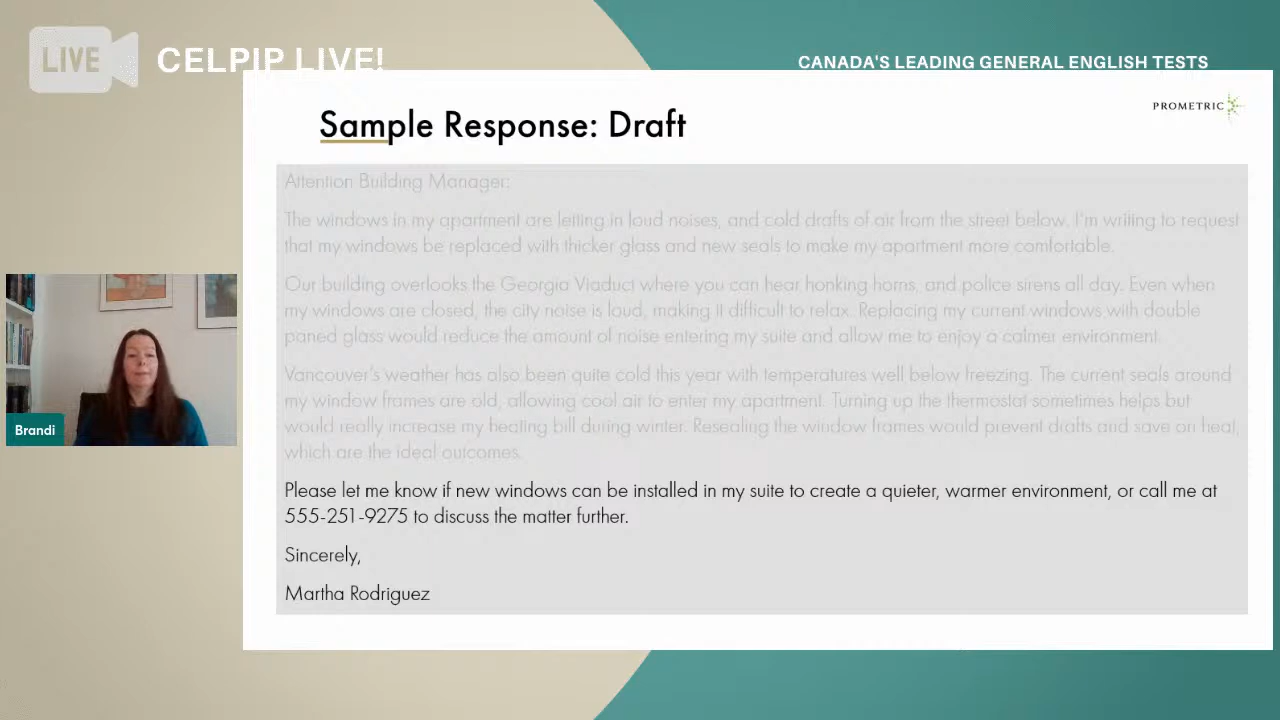 LIVE
CELPIP LIVE!
CANADA'S LEADING GENERAL ENGLISH TESTS
PROMETRIC
Sample Response: Draft
Attention Building Manager:
The windows in my apartment are letting in loud noises, and cold drafts of air from the street below. I'm writing to request
that my windows be replaced with thicker glass and new seals to make my apartment more comfortable.
Our building overlooks the Georgia Viaduct where you can hear honking horns, and police sirens all day. Even when
my windows are closed, the city noise is loud, making it difficult to relax. Replacing my current windows with double
paned glass would reduce the amount of noise entering my suite and allow me to enjoy a calmer environment.
Vancouver's weather has also been quite cold this year with temperatures well below freezing. The current seals around
my window frames are old, allowing cool air to enter my apartment. Turning up the thermostat sometimes helps but
would really increase my heating bill during winter. Resealing the window frames would prevent drafts and save on heat,
which are the ideal outcomes.
Please let me know if new windows can be installed in my suite to create a quieter, warmer environment, or call me at
555-251-9275 to discuss the matter further.
Sincerely,
Martha Rodriguez
Brandi